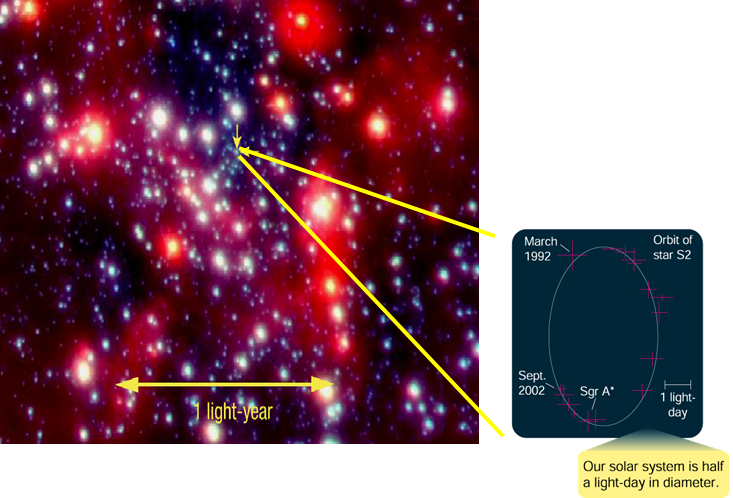 1 light-year
March
1992
Orbit of
star S2
Sept.
2002
Sgr A*
1 light-
day
Our solar system is half
a light-day in diameter.